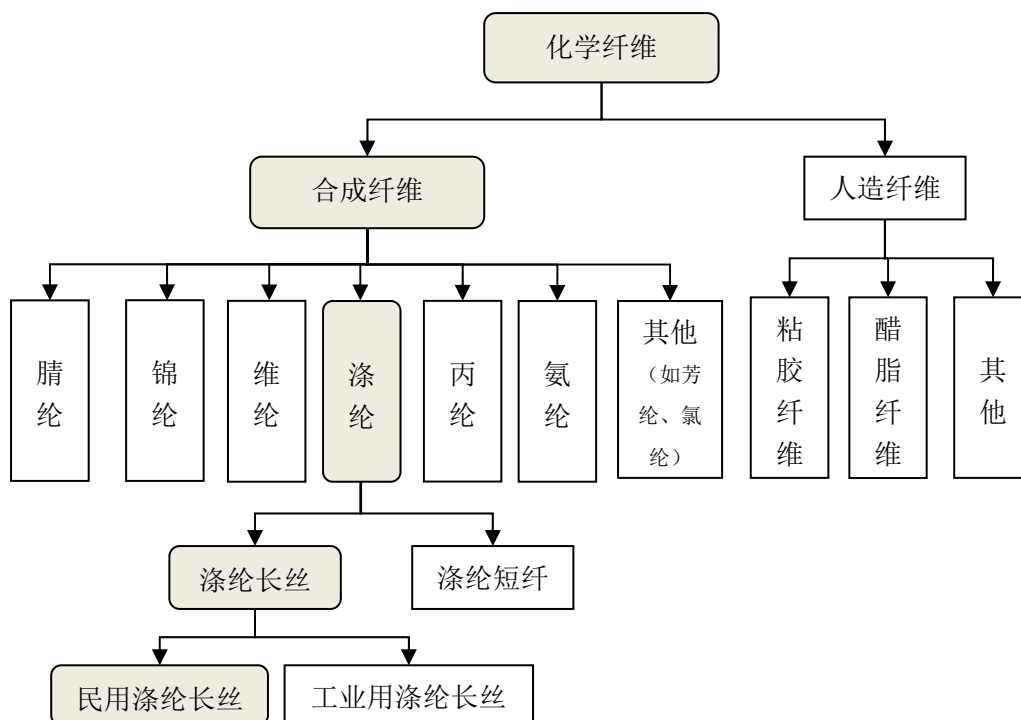 化学纤维
合成纤维
人造纤维
腈纶
锦纶
维纶
涤纶
丙纶
氨纶
其他
（如芳
纶、氯
纶）
粘胶纤维
醋脂纤维
其他
涤纶长丝
涤纶短纤
民用涤纶长丝
工业用涤纶长丝